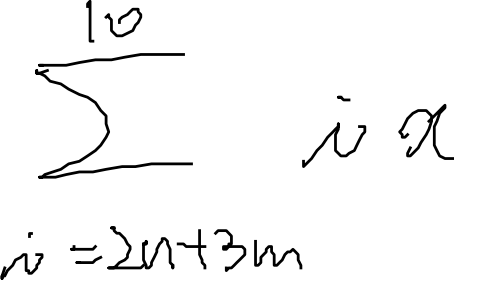 10
∑ i x
i = 2n+3m